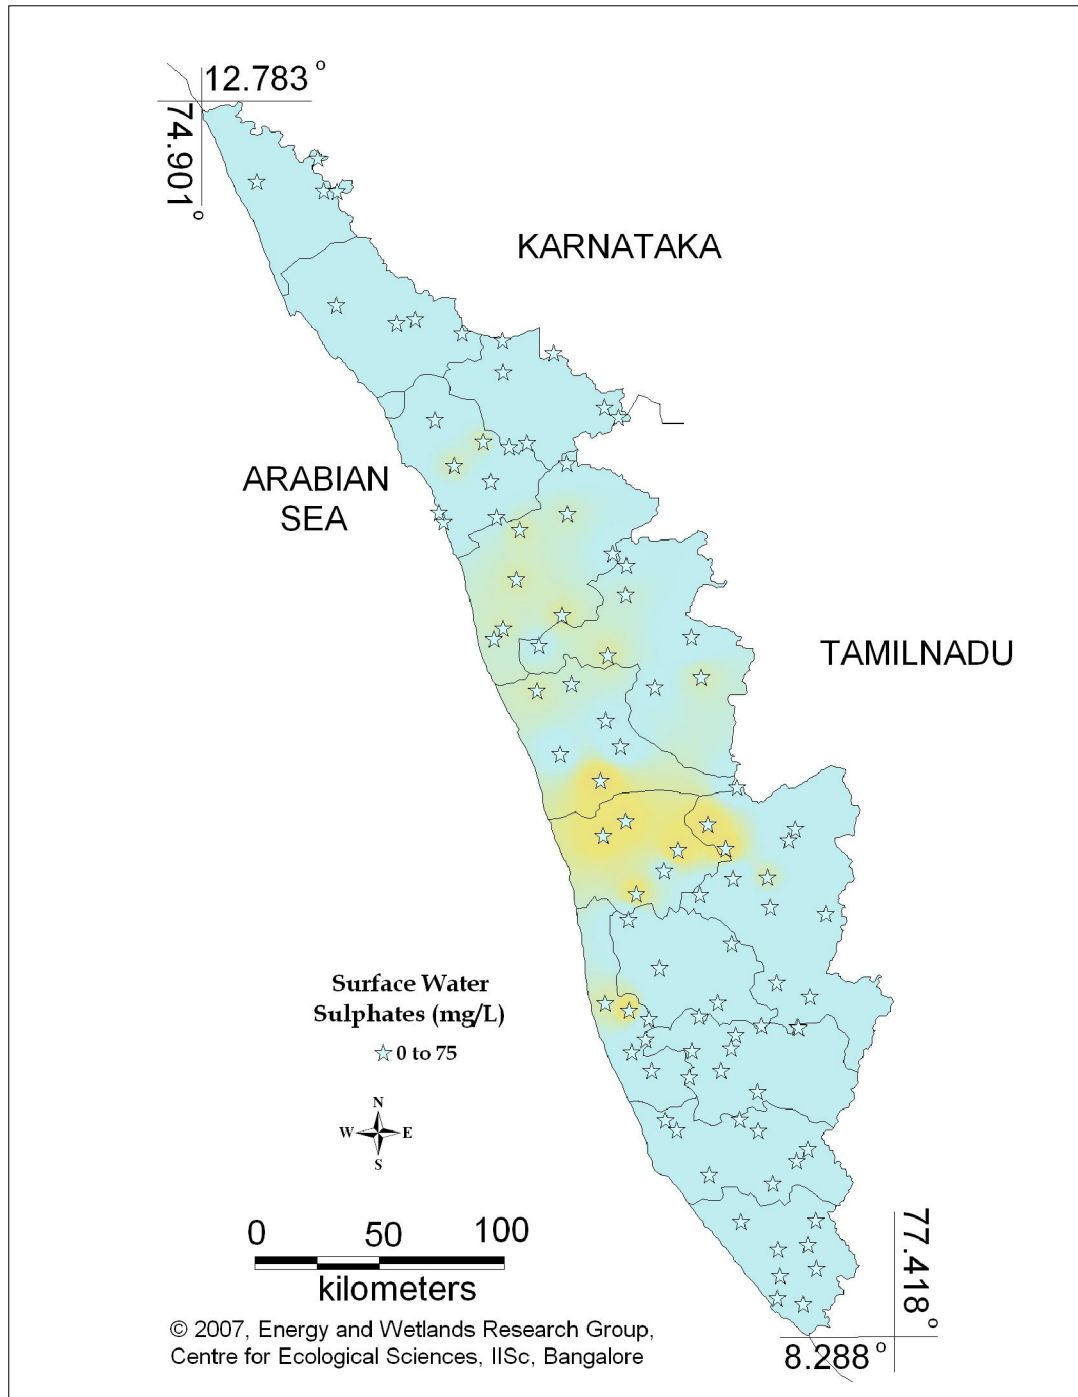 12.783 °
74.901 °
KARNATAKA
ARABIAN
SEA
TAMILNADU
Surface Water
Sulphates (mg/L)
0 to 75
N
W E
S
0 50 100
kilometers
77.418 °
8.288 °
© 2007, Energy and Wetlands Research Group,
Centre for Ecological Sciences, IISc, Bangalore